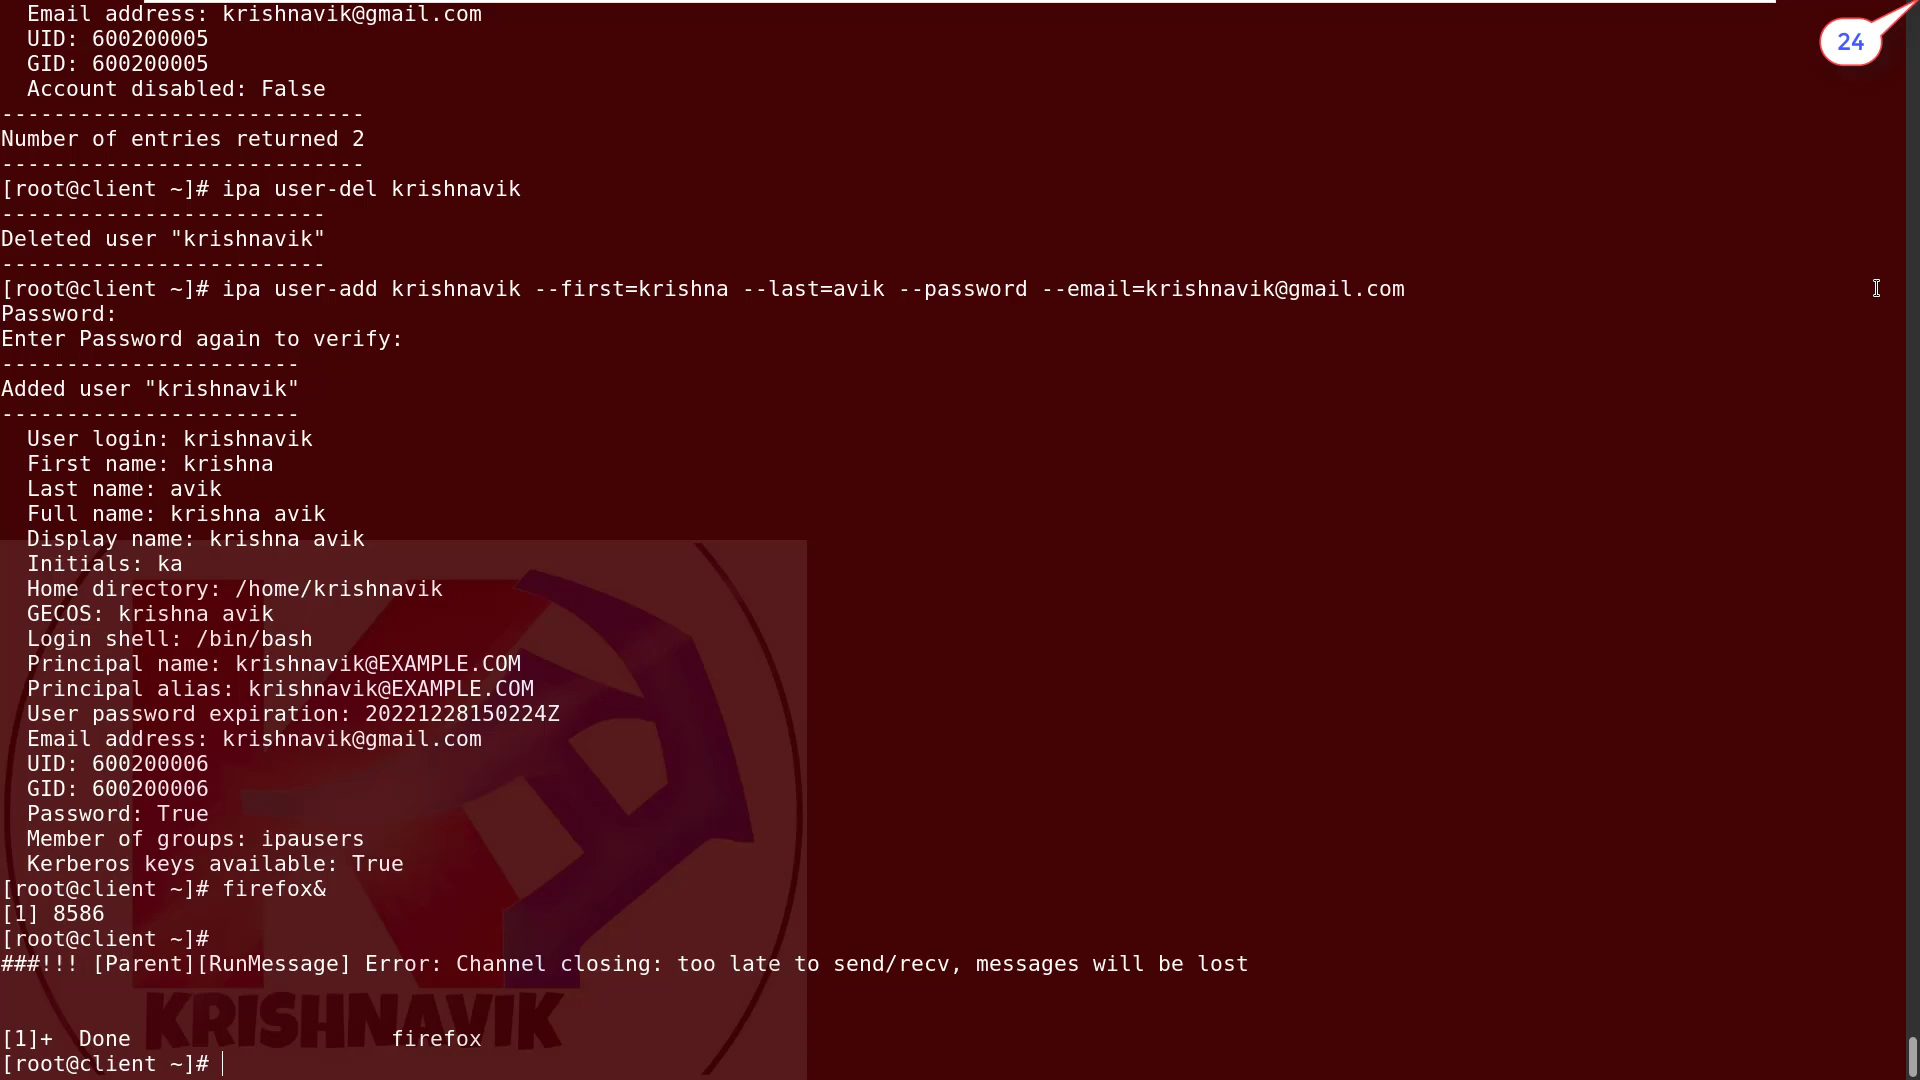 Email address: krishnavik@gmail.com
  UID: 600200005
  GID: 600200005
  Account disabled: False
----------------------------
Number of entries returned 2
----------------------------
[root@client ~]# ipa user-del krishnavik
-------------------------
Deleted user "krishnavik"
-------------------------
[root@client ~]# ipa user-add krishnavik --first=krishna --last=avik --password --email=krishnavik@gmail.com
Password:
Enter Password again to verify:
-----------------------
Added user "krishnavik"
-----------------------
  User login: krishnavik
  First name: krishna
  Last name: avik
  Full name: krishna avik
  Display name: krishna avik
  Initials: ka
  Home directory: /home/krishnavik
  GECOS: krishna avik
  Login shell: /bin/bash
  Principal name: krishnavik@EXAMPLE.COM
  Principal alias: krishnavik@EXAMPLE.COM
  User password expiration: 20221228150224Z
  Email address: krishnavik@gmail.com
  UID: 600200006
  GID: 600200006
  Password: True
  Member of groups: ipausers
  Kerberos keys available: True
[root@client ~]# firefox&
[1] 8586
[root@client ~]#
###!!! [Parent][RunMessage] Error: Channel closing: too late to send/recv, messages will be lost
[1]+  Done                    firefox
[root@client ~]#
24
KRISHNAVIK